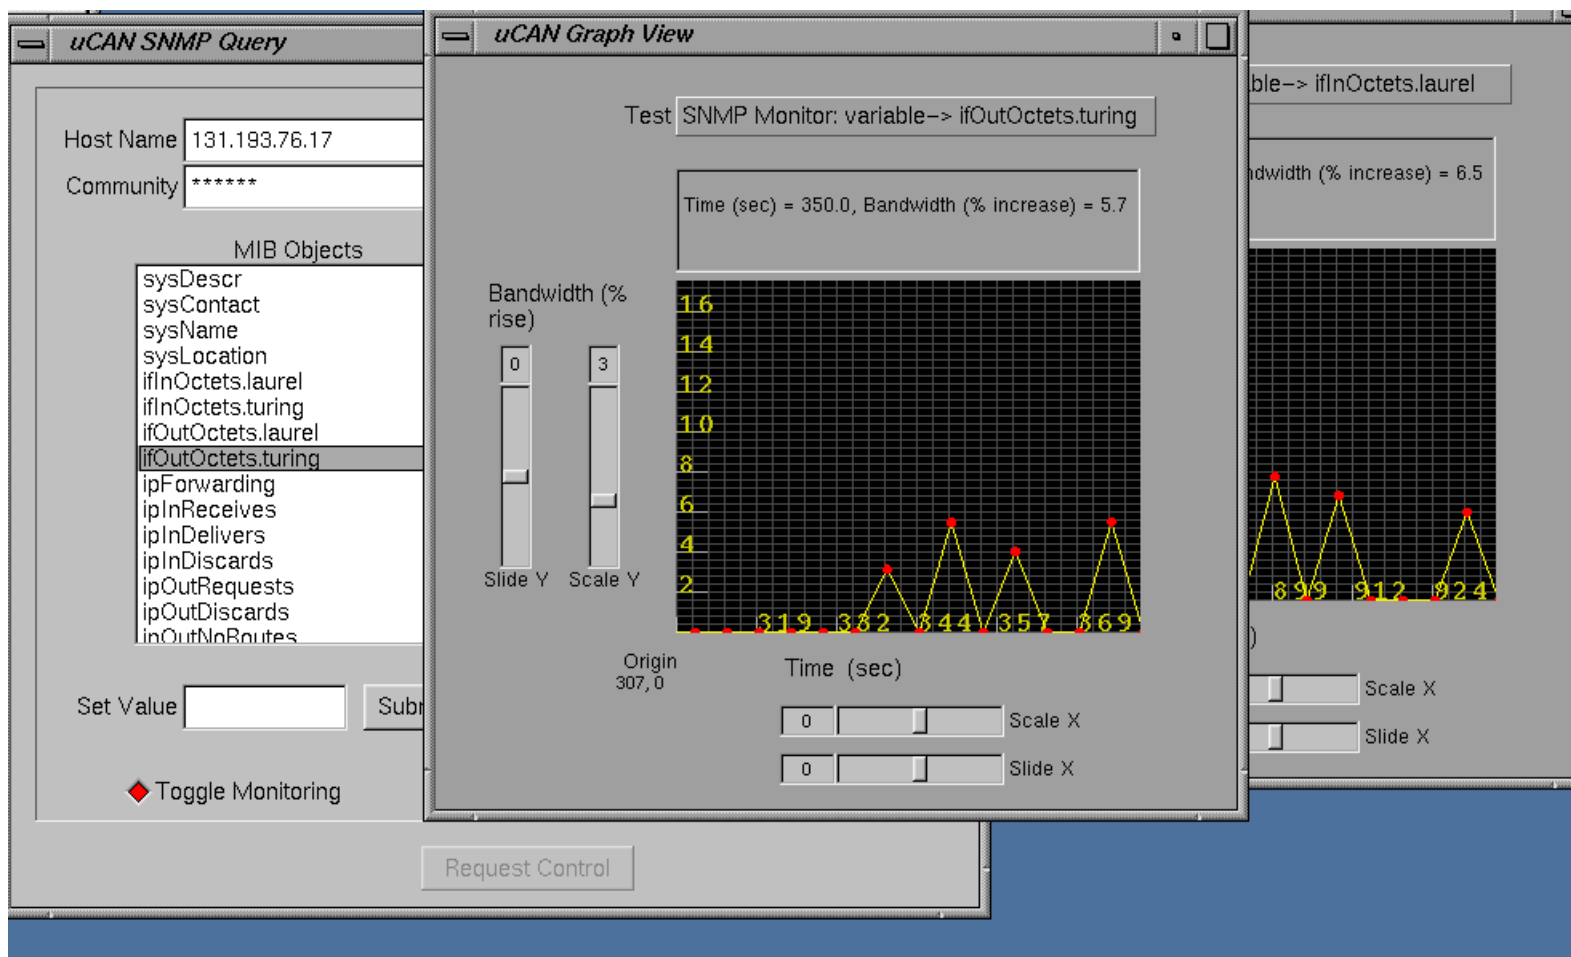 uCAN SNMP Query
Host Name 131.193.76.17
Community ******
MIB Objects
sysDescr
sysContact
sysName
sysLocation
ifInOctets.laurel
ifInOctets.turing
ifOutOctets.laurel
ifOutOctets.turing
ipForwarding
ipInReceives
ipInDelivers
ipInDiscards
ipOutRequests
ipOutDiscards
ipOutNoRoutes
Set Value
Subr
Toggle Monitoring
Request Control
uCAN Graph View
Test SNMP Monitor: variable-> ifOutOctets.turing
Time (sec) = 350.0, Bandwidth (% increase) = 5.7
Bandwidth (%
rise)
0 3
Slide Y Scale Y
16
14
12
10
8
6
4
2
319 332 344 357 369
Origin
307, 0
Time (sec)
0 Scale X
0 Slide X
ble-> ifInOctets.laurel
ndwidth (% increase) = 6.5
899 912 924
)
Scale X
Slide X